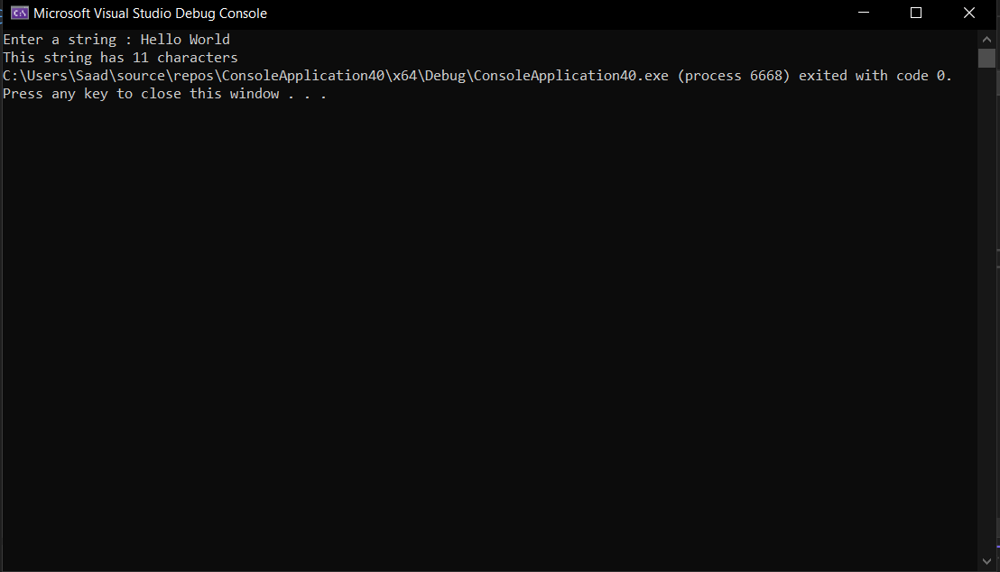 Microsoft Visual Studio Debug Console
Enter a string : Hello World
This string has 11 characters
C:\Users\Saad\source\repos\ConsoleApplication40\x64\Debug\ConsoleApplication40.exe (process 6668) exited with code 0.
Press any key to close this window . . .